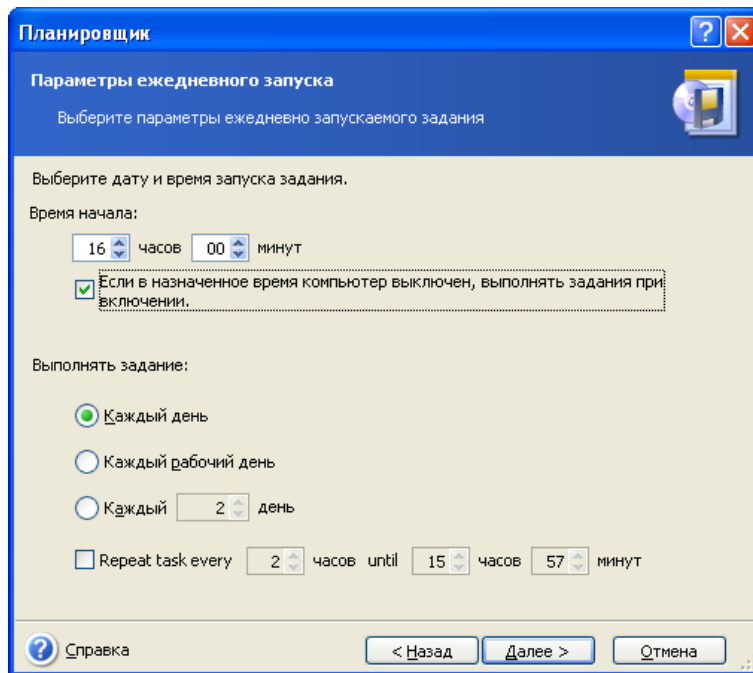 Планировщик
Параметры ежедневного запуска
Выберите параметры ежедневно запускаемого задания
Выберите дату и время запуска задания.
Время начала:
16 часов 00 минут
Если в назначенное время компьютер выключен, выполнять задания при
включении.
Выполнять задание:
Каждый день
Каждый рабочий день
Каждый 2 день
Repeat task every 2 часов until 15 часов 57 минут
Справка < Назад Далее > Отмена